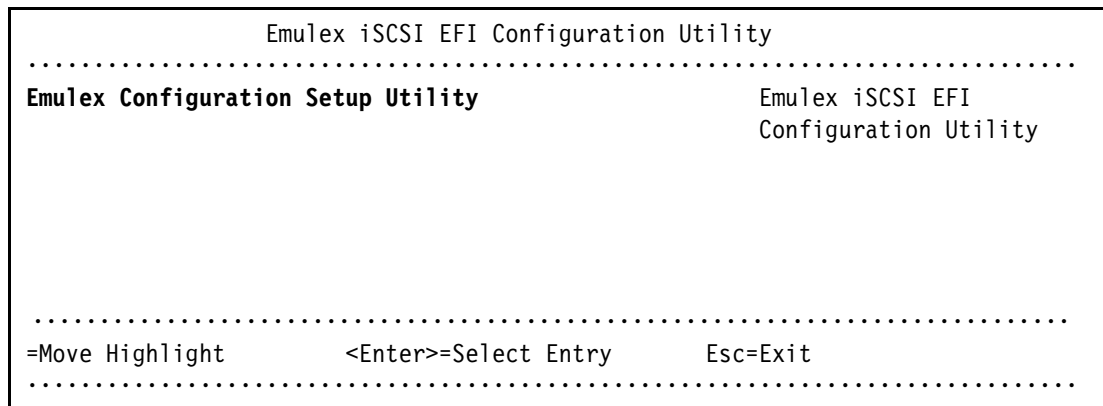 Emulex iSCSI EFI Configuration Utility
................................................................................
Emulex Configuration Setup Utility Emulex iSCSI EFI
Configuration Utility
................................................................................
=Move Highlight <Enter>=Select Entry Esc=Exit
................................................................................